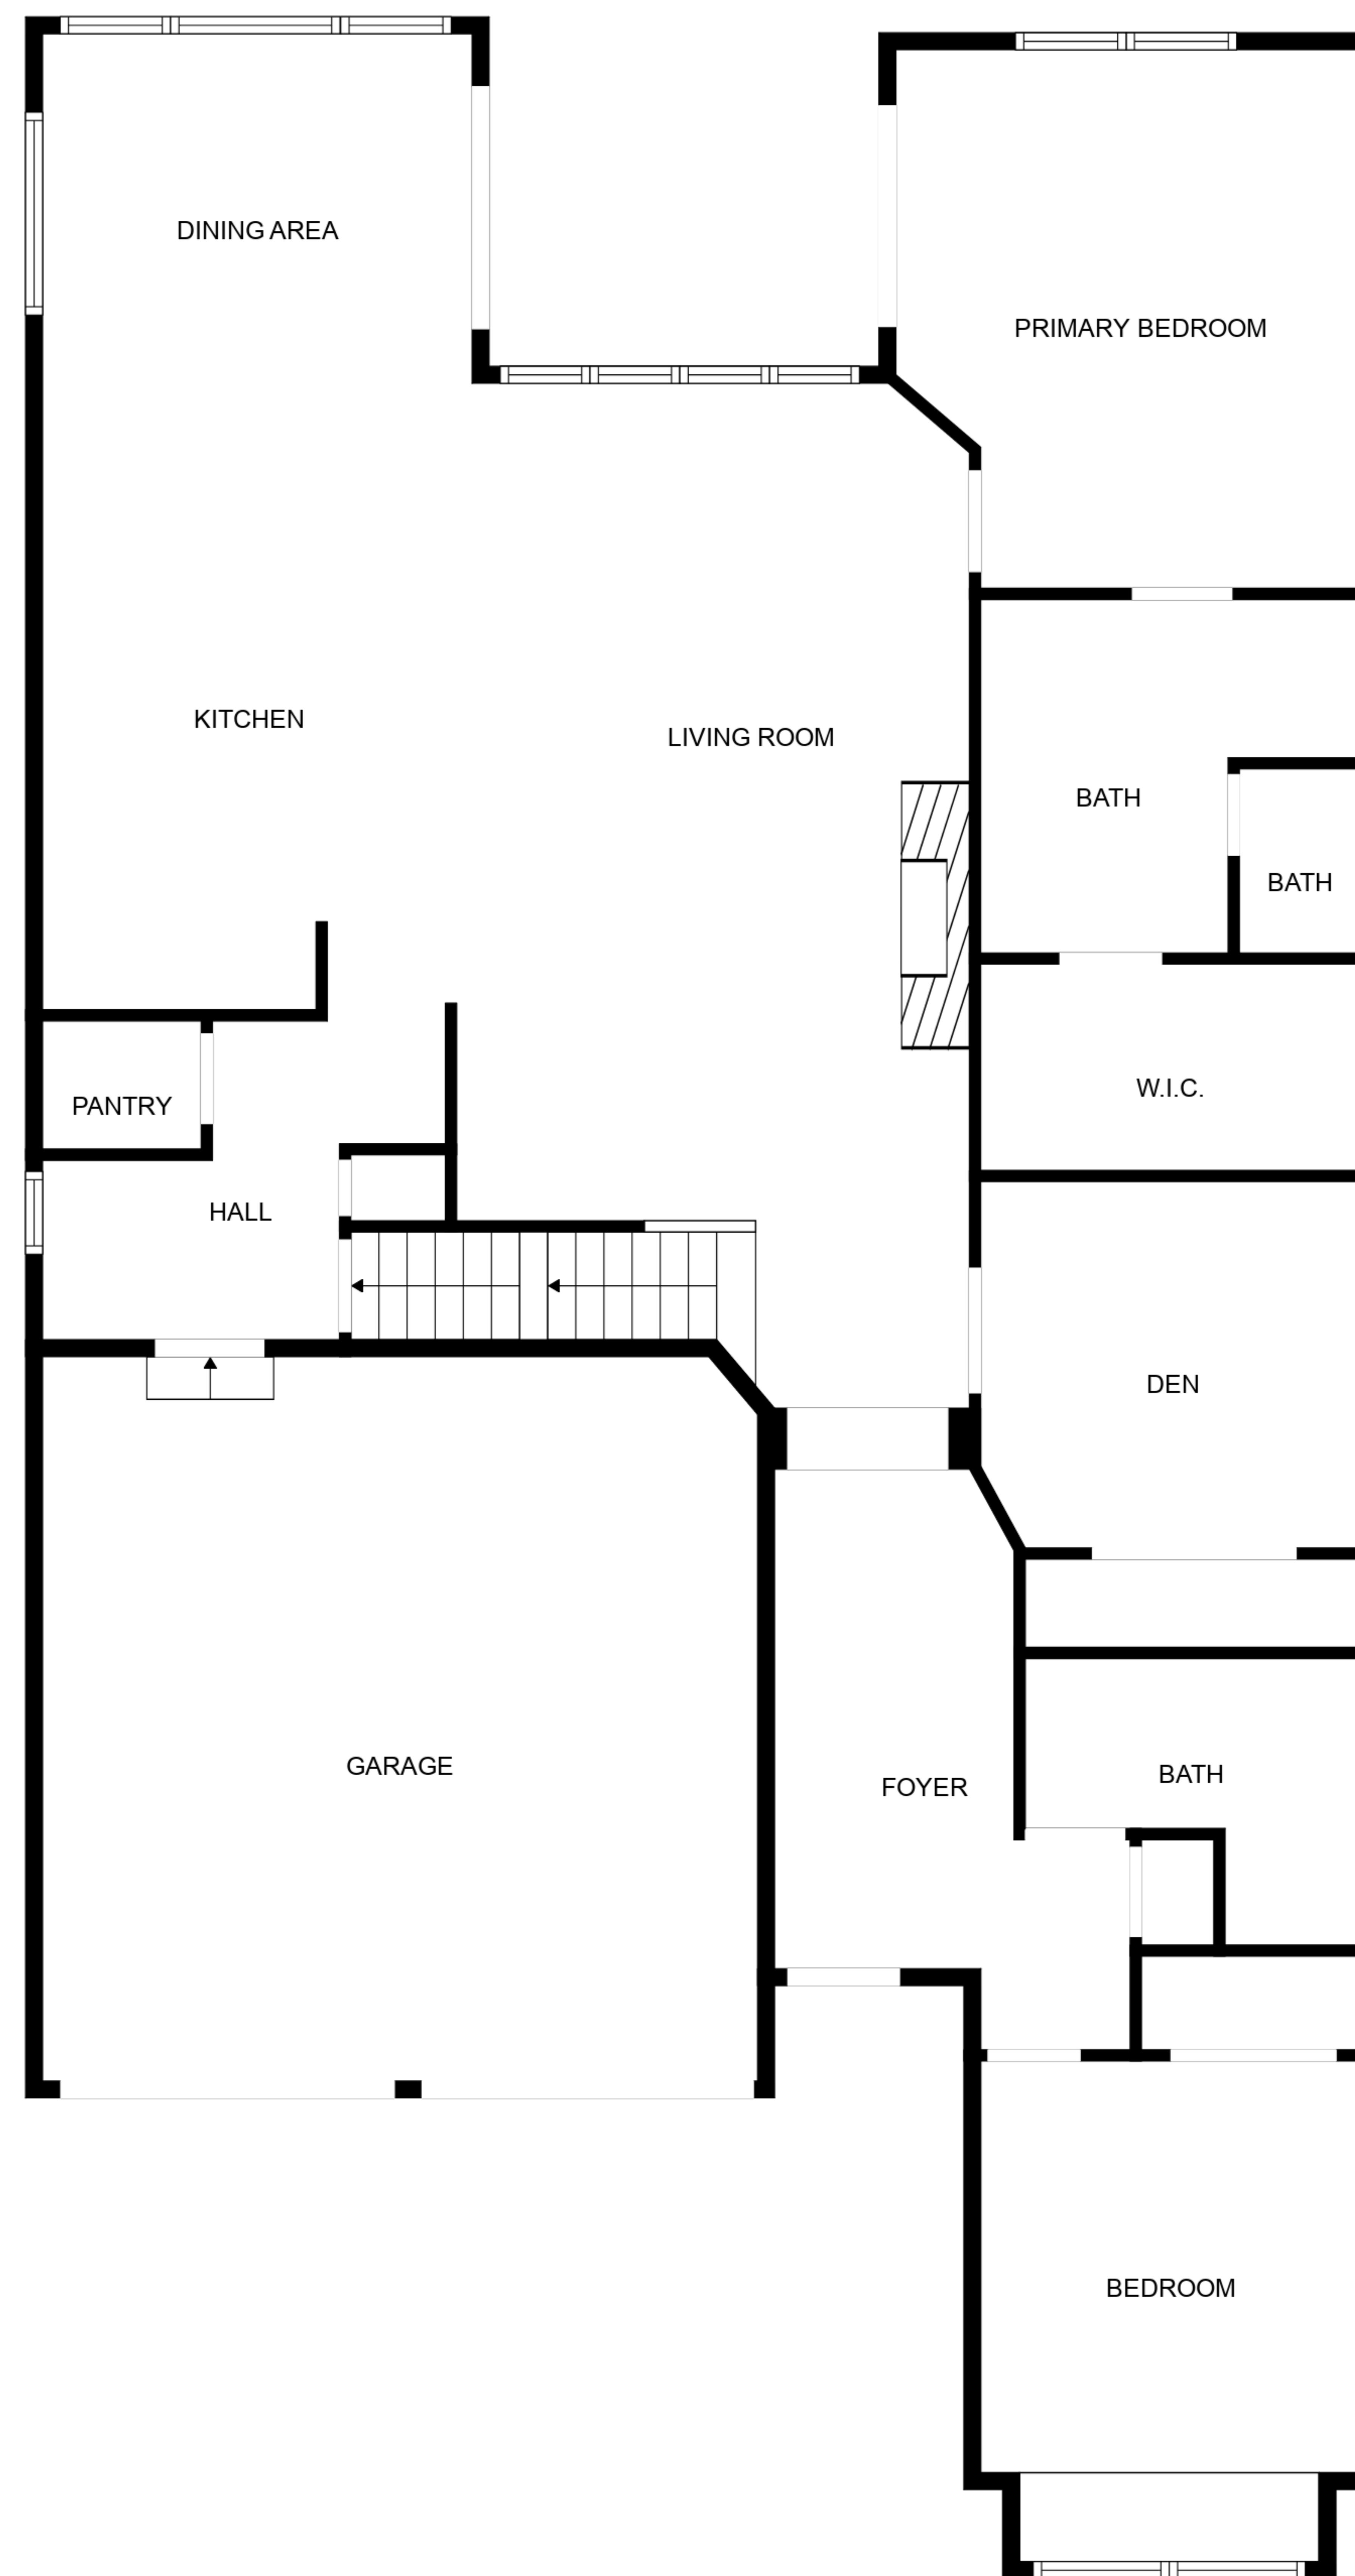 DINING AREA
PRIMARY BEDROOM
KITCHEN
LIVING ROOM
BATH
BATH
W.I.C.
PANTRY
HALL
DEN
GARAGE
FOYER
BATH
BEDROOM